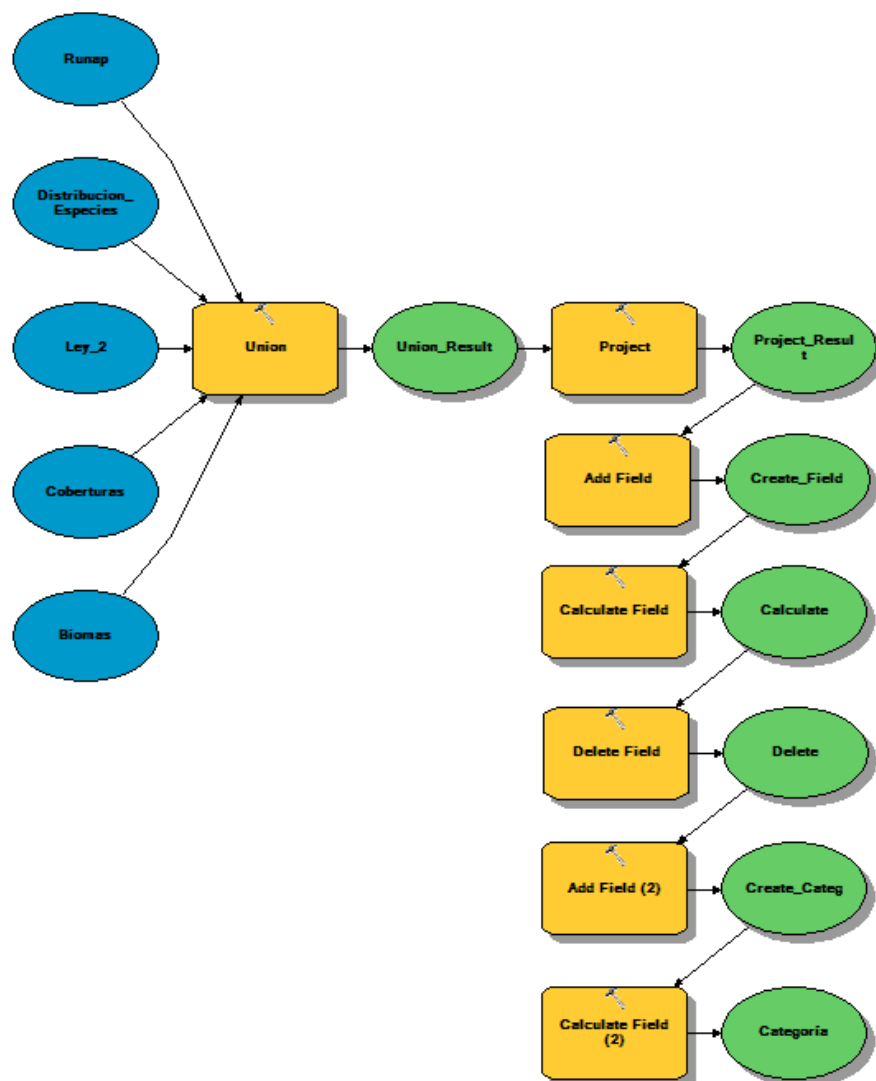 Runap
Distribucion_
Especies
Ley_2
Union
Union_Result
Project
Project_Resul
t
Coberturas
Add Field
Create_Field
Biomas
Calculate Field
Calculate
Delete Field
Delete
Add Field (2)
Create_Categ
Calculate Field
(2)
Categoría